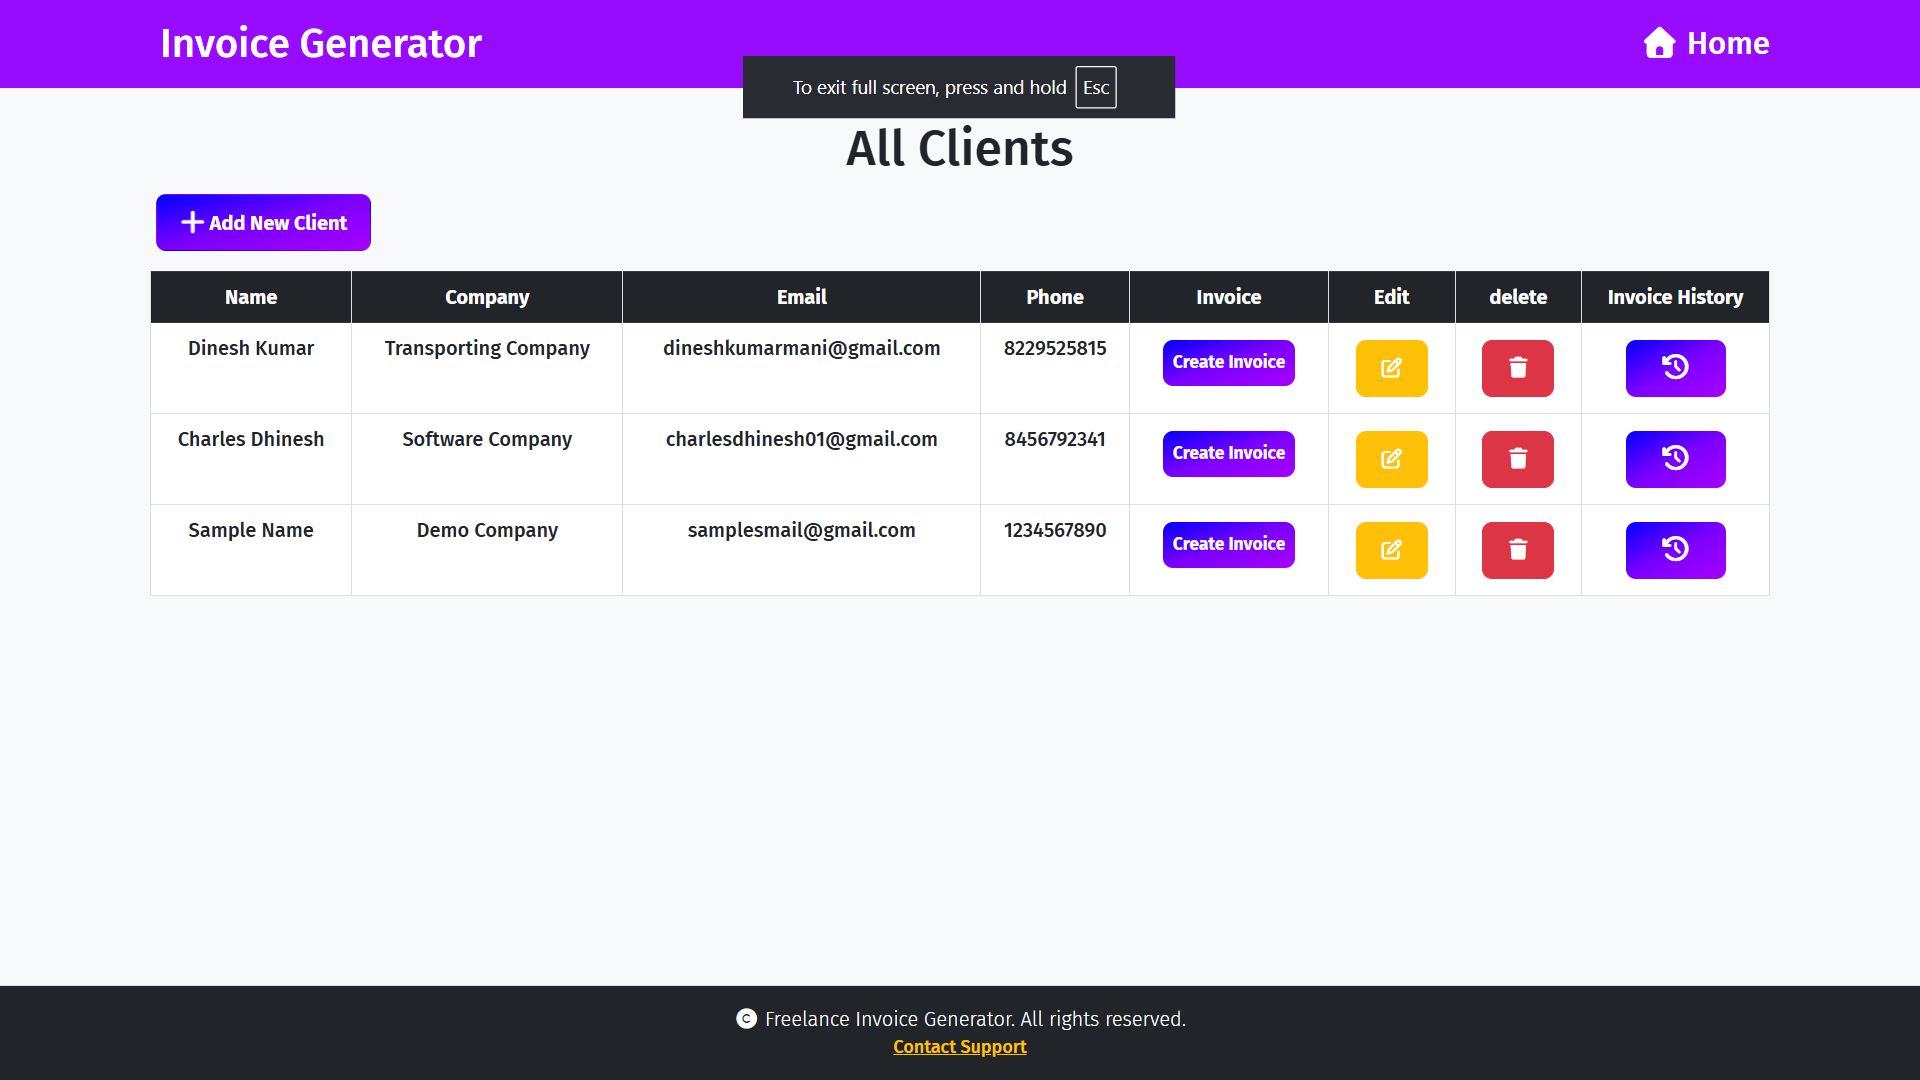 Invoice Generator
Home
To exit full screen, press and hold Esc
All Clients
Add New Client
Name Company Email Phone Invoice Edit delete Invoice History
Dinesh Kumar Transporting Company dineshkumarmani@gmail.com 8229525815 Create Invoice
Charles Dhinesh Software Company charlesdhinesh01@gmail.com 8456792341 Create Invoice
Sample Name Demo Company samplesmail@gmail.com 1234567890 Create Invoice
© Freelance Invoice Generator. All rights reserved.
Contact Support